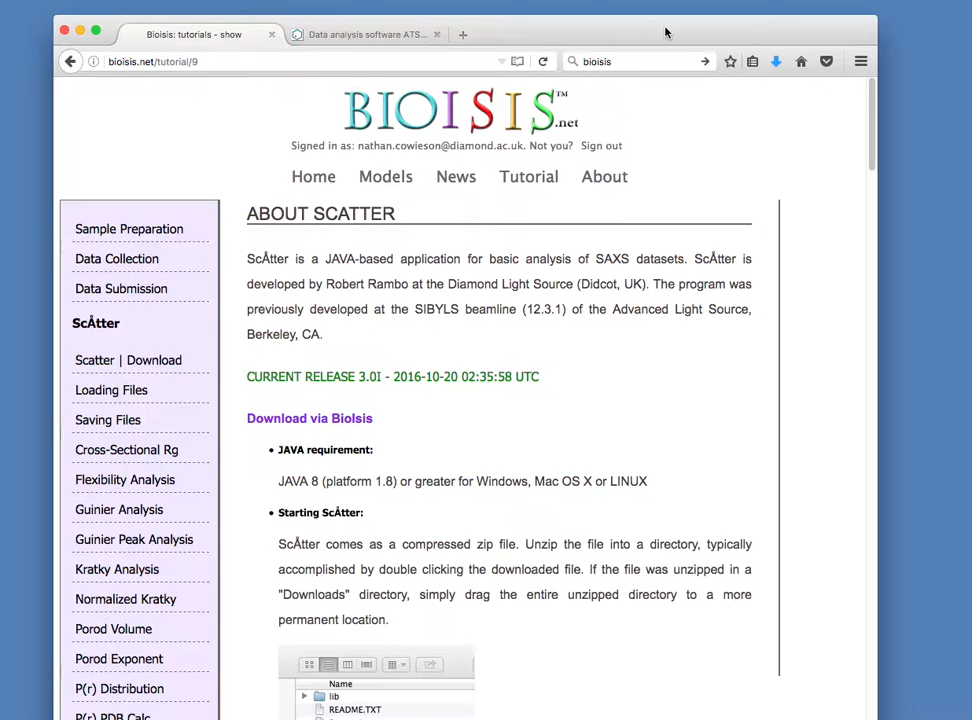 Bioisis: tutorials - show
Data analysis software ATS...
bioisis.net/tutorial/9
bioisis
BIOISIS™.net
Signed in as: nathan.cowieson@diamond.ac.uk. Not you? Sign out
Home Models News Tutorial About
Sample Preparation
Data Collection
Data Submission
ScÅtter
Scatter | Download
Loading Files
Saving Files
Cross-Sectional Rg
Flexibility Analysis
Guinier Analysis
Guinier Peak Analysis
Kratky Analysis
Normalized Kratky
Porod Volume
Porod Exponent
P(r) Distribution
P(r) PDB Calc
ABOUT SCATTER
ScÅtter is a JAVA-based application for basic analysis of SAXS datasets. ScÅtter is
developed by Robert Rambo at the Diamond Light Source (Didcot, UK). The program was
previously developed at the SIBYLS beamline (12.3.1) of the Advanced Light Source,
Berkeley, CA.
CURRENT RELEASE 3.0I - 2016-10-20 02:35:58 UTC
Download via BioIsis
• JAVA requirement:
JAVA 8 (platform 1.8) or greater for Windows, Mac OS X or LINUX
• Starting ScÅtter:
ScÅtter comes as a compressed zip file. Unzip the file into a directory, typically
accomplished by double clicking the downloaded file. If the file was unzipped in a
"Downloads" directory, simply drag the entire unzipped directory to a more
permanent location.
Name
lib
README.TXT